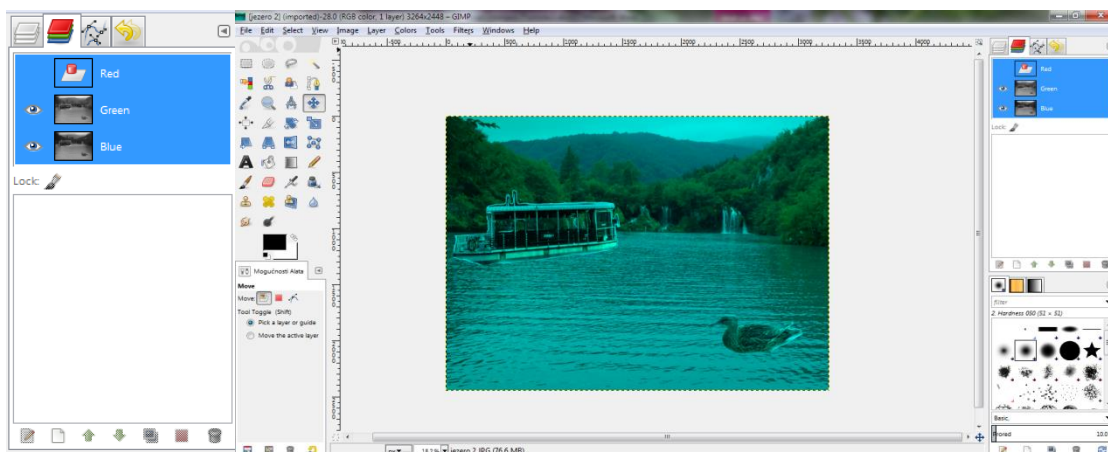 Red
Green
Blue
Lock:
[jezero 2] (imported)-28.0 (RGB color, 1 layer) 3264x2448 – GIMP
File Edit Select View Image Layer Colors Tools Filters Windows Help
Mogućnosti Alata
Move
Move:
Tool Toggle (Shift)
Pick a layer or guide
Move the active layer
jezero 2.JPG (76.6 MB)
Red
Green
Blue
Lock:
filter
2. Hardness 050 (51 × 51)
Basic,
10.0